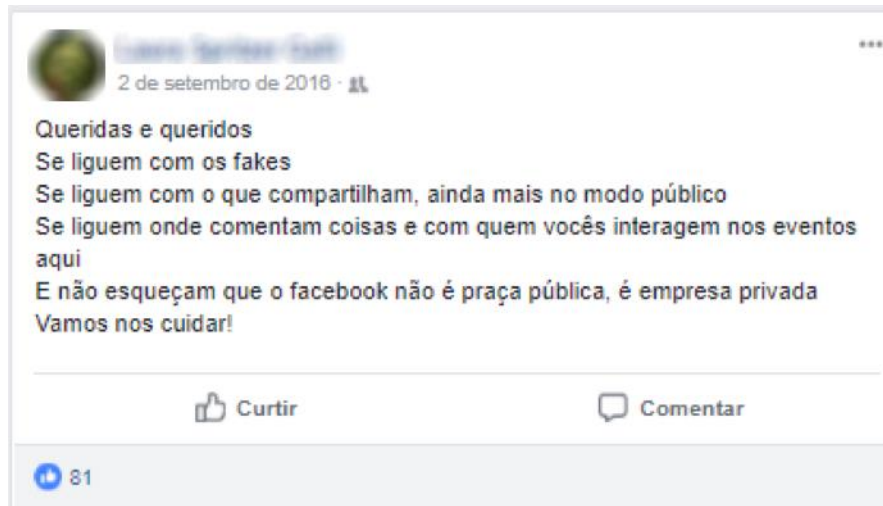 2 de setembro de 2016 ·
Queridas e queridos
Se liguem com os fakes
Se liguem com o que compartilham, ainda mais no modo público
Se liguem onde comentam coisas e com quem vocês interagem nos eventos
aqui
E não esqueçam que o facebook não é praça pública, é empresa privada
Vamos nos cuidar!
Curtir Comentar
81